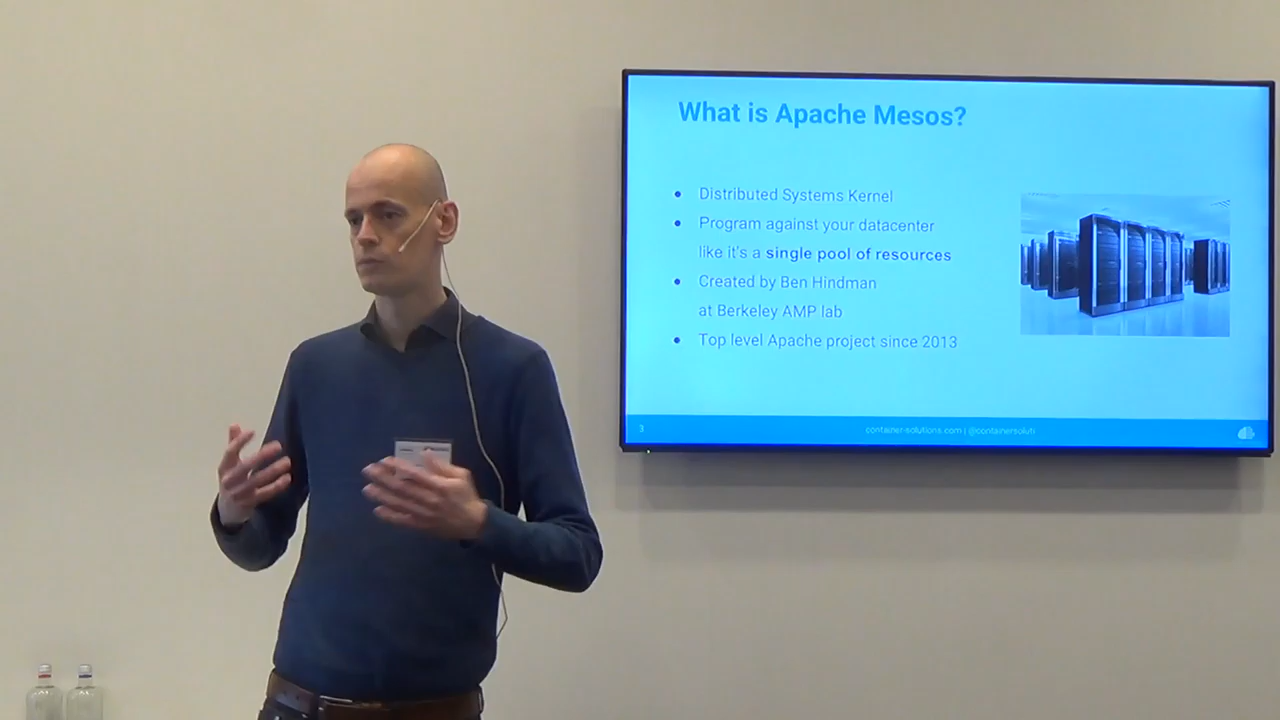 What is Apache Mesos?
Distributed Systems Kernel
Program against your datacenter
like it's a single pool of resources
Created by Ben Hindman
at Berkeley AMP lab
Top level Apache project since 2013
3
container-solutions.com | @containersoluti